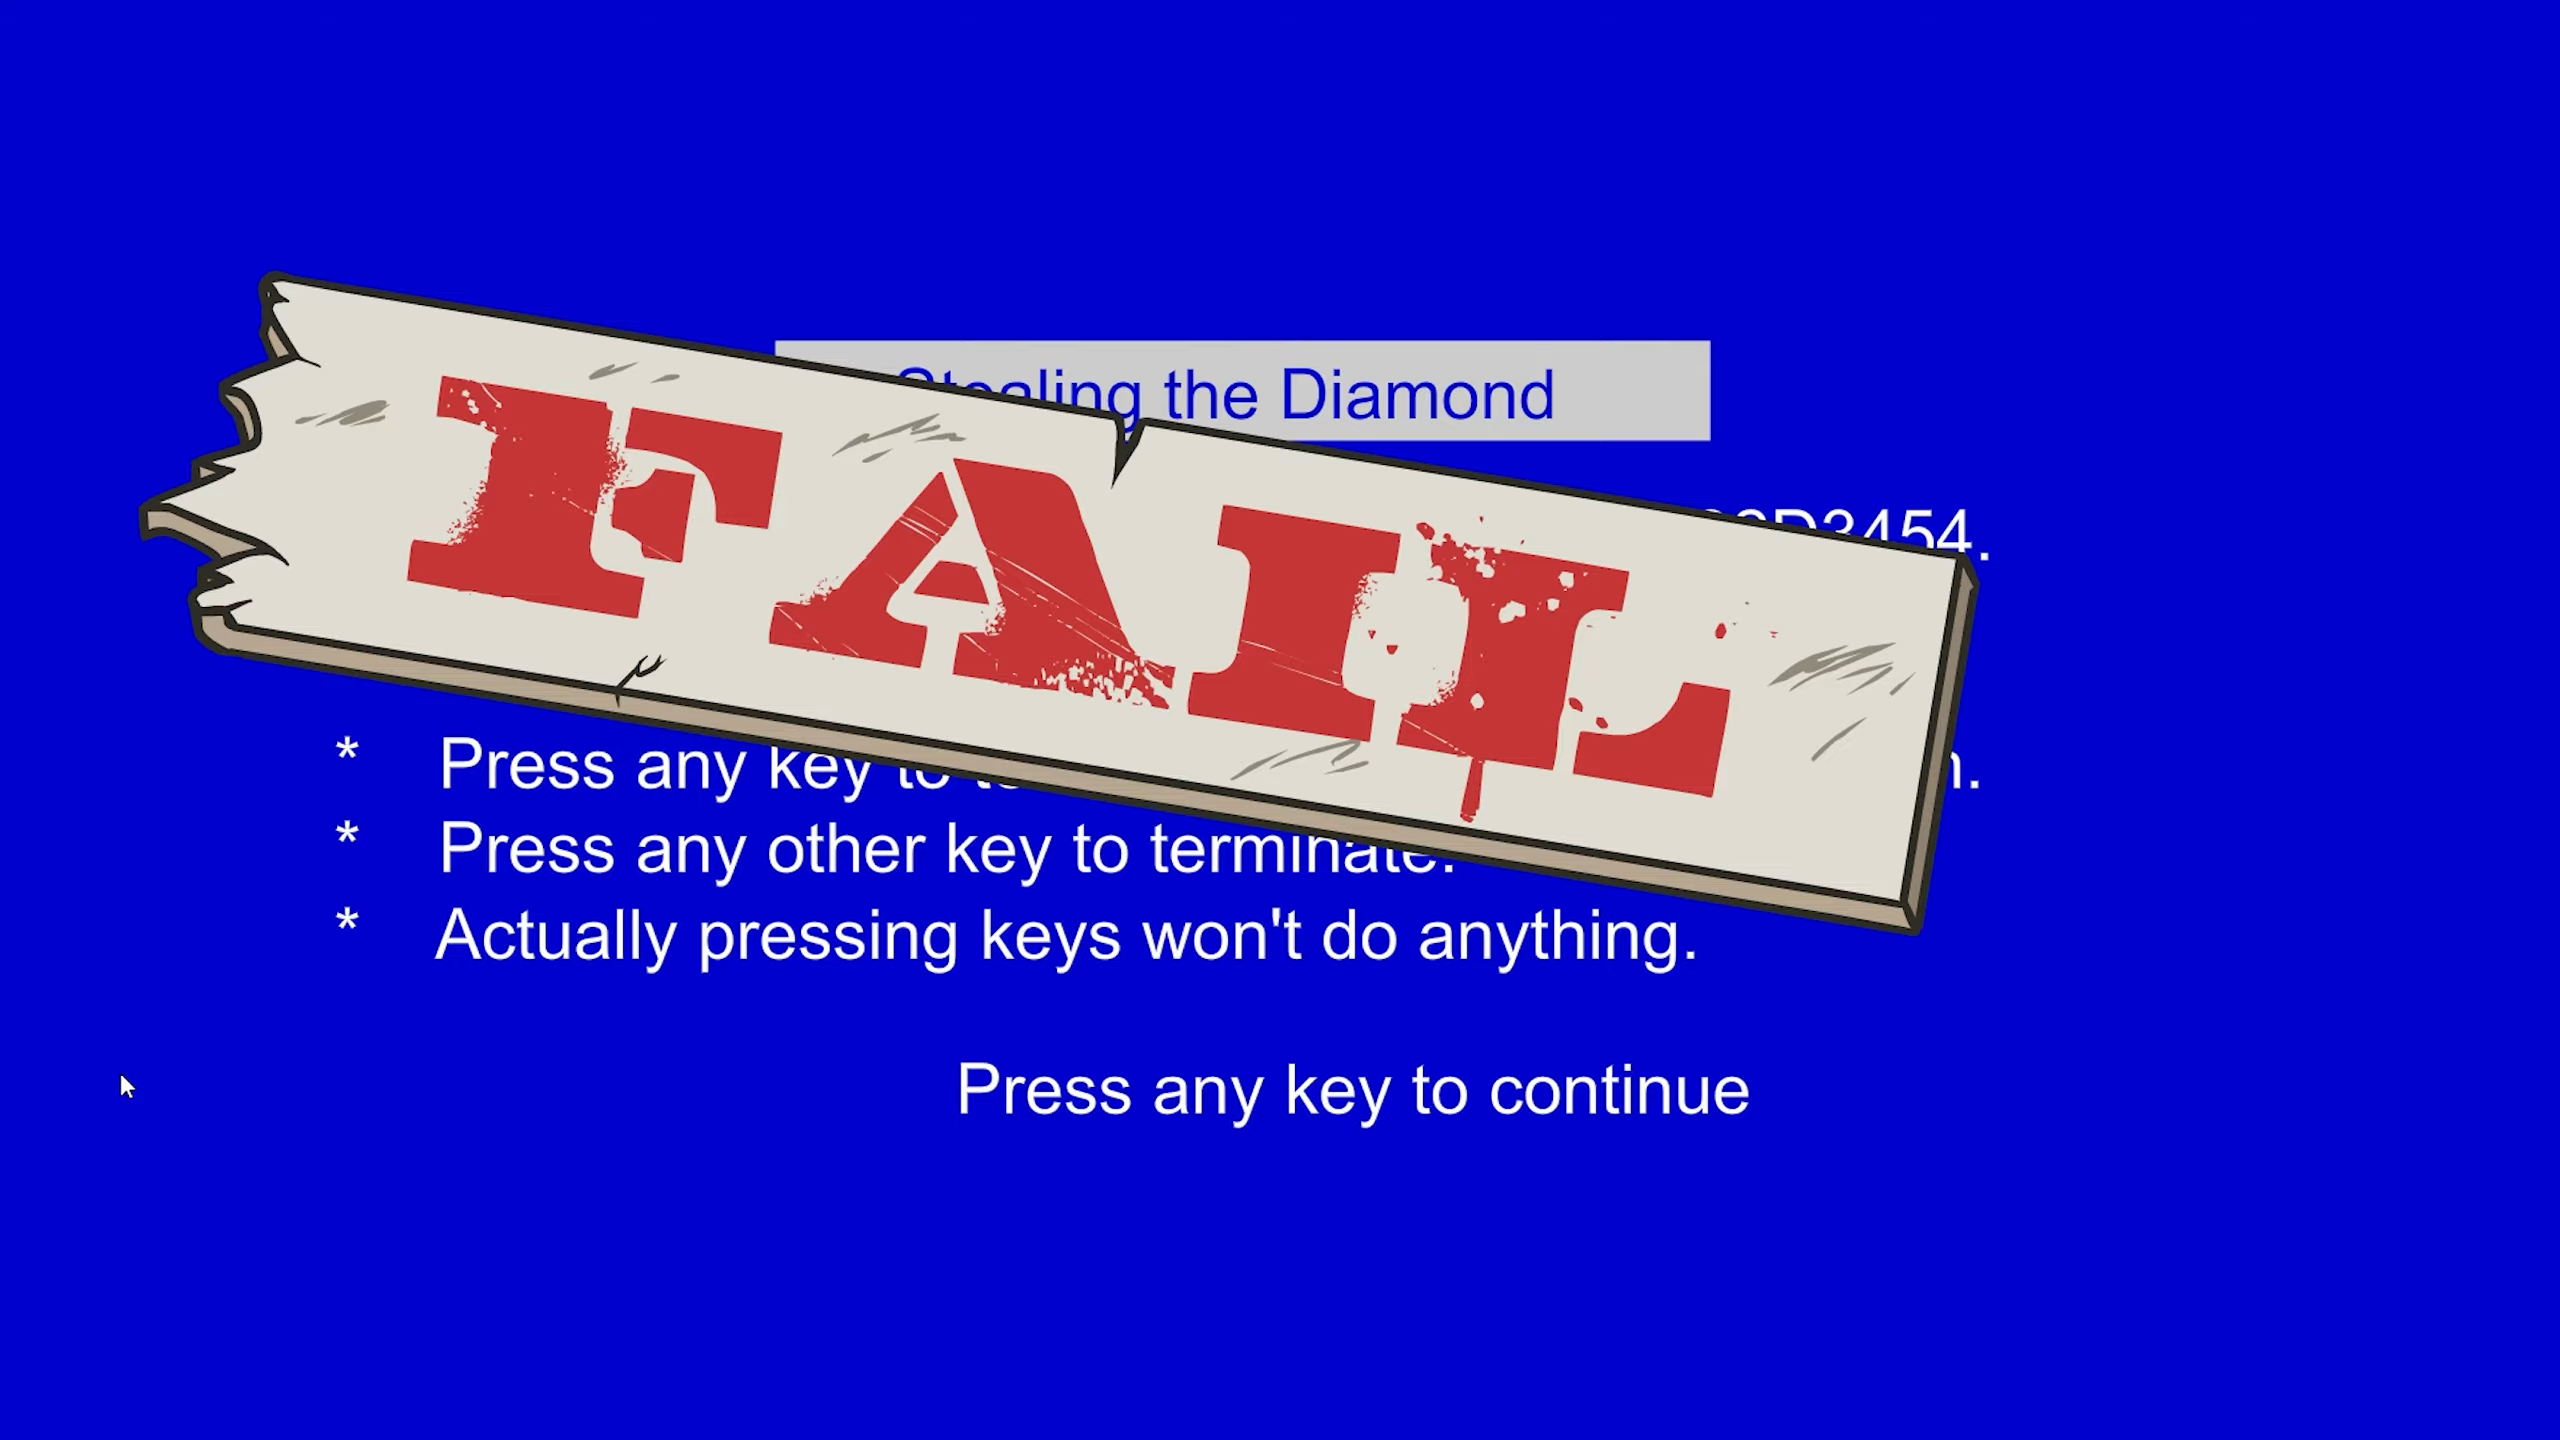 Stealing the Diamond
FAIL
Press any key to
* Press any other key to terminate.
* Actually pressing keys won't do anything.
Press any key to continue